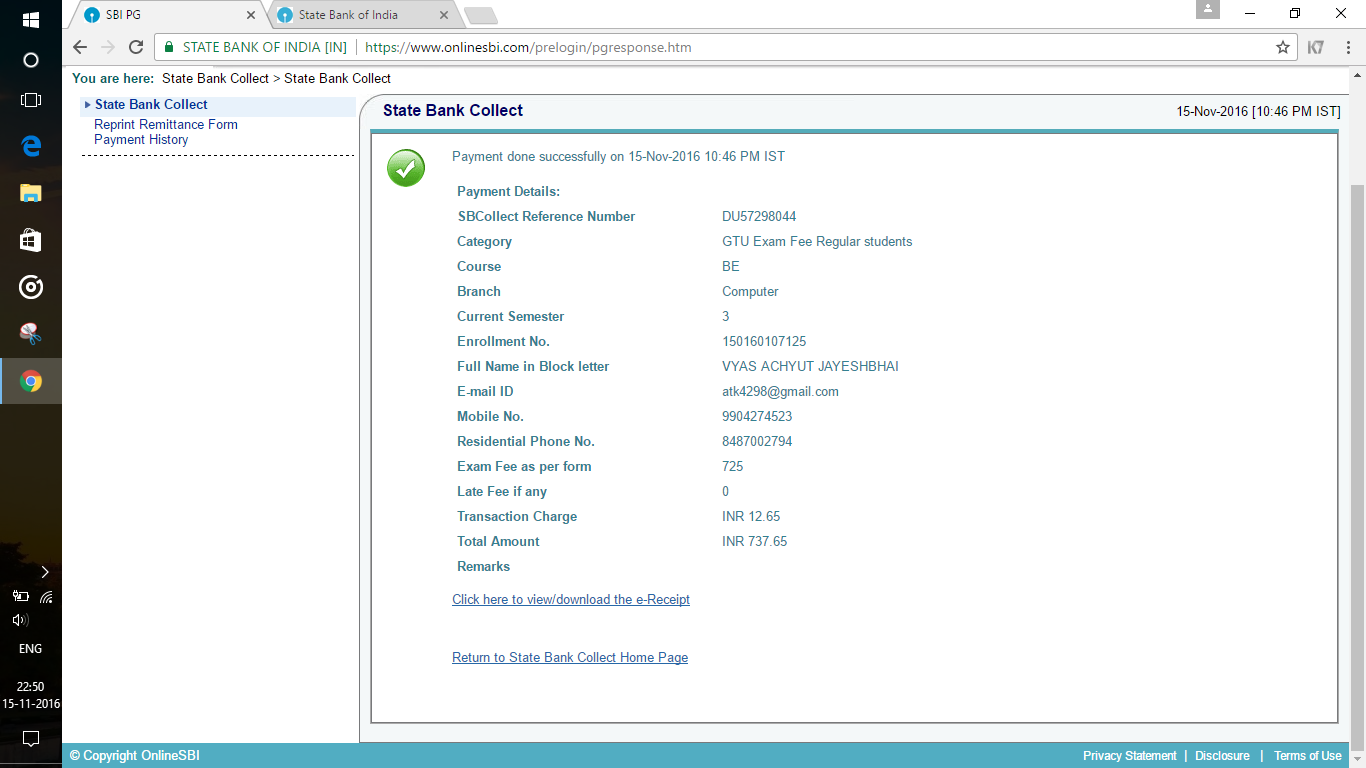 SBI PG
State Bank of India
STATE BANK OF INDIA [IN] https://www.onlinesbi.com/prelogin/pgresponse.htm
K7
You are here: State Bank Collect > State Bank Collect
State Bank Collect
Reprint Remittance Form
Payment History
State Bank Collect
15-Nov-2016 [10:46 PM IST]
Payment done successfully on 15-Nov-2016 10:46 PM IST
Payment Details:
SBCollect Reference Number DU57298044
Category GTU Exam Fee Regular students
Course BE
Branch Computer
Current Semester 3
Enrollment No. 150160107125
Full Name in Block letter VYAS ACHYUT JAYESHBHAI
E-mail ID atk4298@gmail.com
Mobile No. 9904274523
Residential Phone No. 8487002794
Exam Fee as per form 725
Late Fee if any 0
Transaction Charge INR 12.65
Total Amount INR 737.65
Remarks
Click here to view/download the e-Receipt
Return to State Bank Collect Home Page
ENG
22:50
15-11-2016
© Copyright OnlineSBI
Privacy Statement | Disclosure | Terms of Use